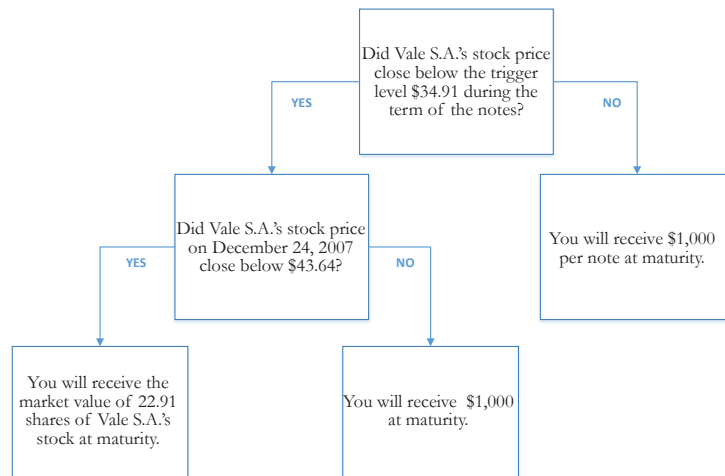 Did Vale S.A.'s stock price
close below the trigger
level $34.91 during the
term of the notes?
YES
NO
Did Vale S.A.'s stock price
on December 24, 2007
close below $43.64?
You will receive $1,000
per note at maturity.
YES
NO
You will receive the
market value of 22.91
shares of Vale S.A.'s
stock at maturity.
You will receive $1,000
at maturity.